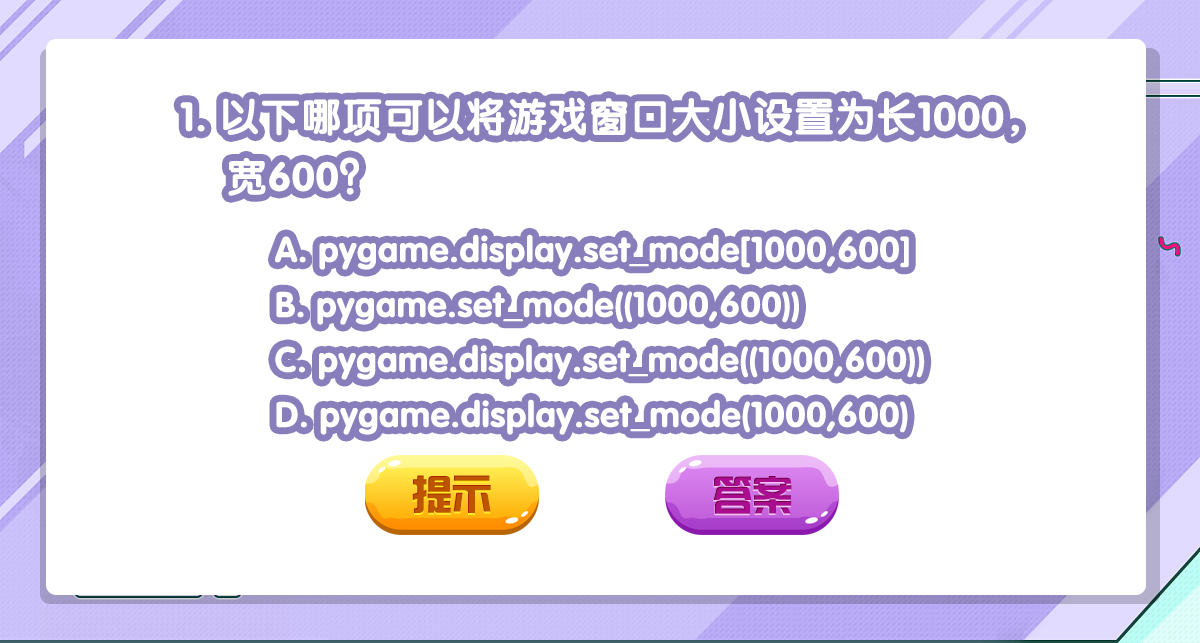 1. 以下哪项可以将游戏窗口大小设置为长1000，
宽600？
A. pygame.display.set_mode[1000,600]
B. pygame.set_mode((1000,600))
C. pygame.display.set_mode((1000,600))
D. pygame.display.set_mode(1000,600)
提示 答案